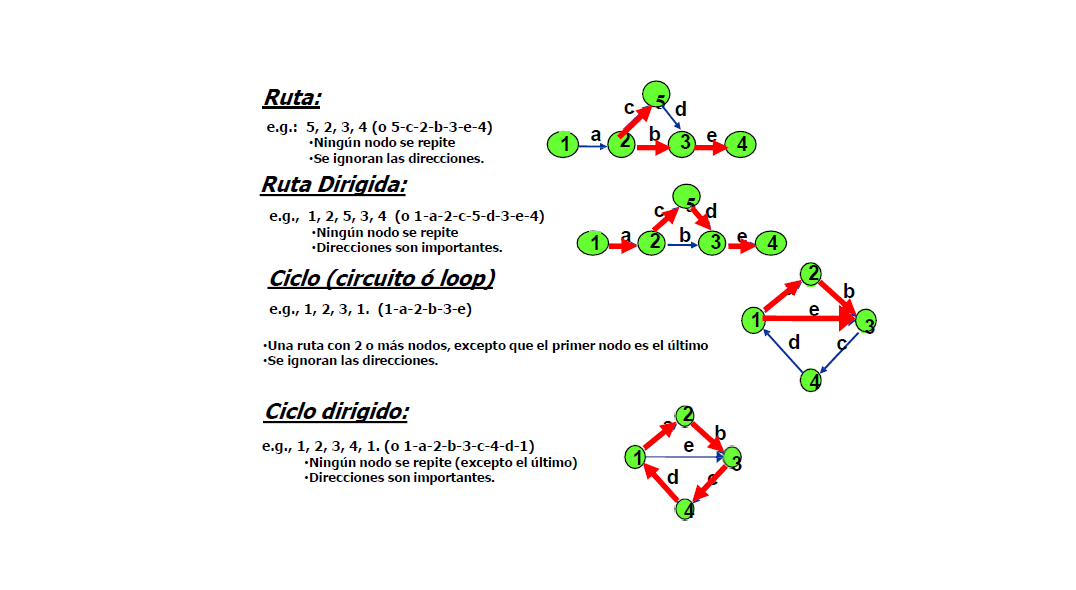 Ruta:
e.g.: 5, 2, 3, 4 (o 5-c-2-b-3-e-4)
•Ningún nodo se repite
•Se ignoran las direcciones.
5
c
d
1
a
2
b
3
e
4
Ruta Dirigida:
e.g., 1, 2, 5, 3, 4 (o 1-a-2-c-5-d-3-e-4)
•Ningún nodo se repite
•Direcciones son importantes.
5
c
d
1
a
2
b
3
e
4
Ciclo (circuito ó loop)
e.g., 1, 2, 3, 1. (1-a-2-b-3-e)
•Una ruta con 2 o más nodos, excepto que el primer nodo es el último
•Se ignoran las direcciones.
2
b
1
e
3
d
c
4
Ciclo dirigido:
e.g., 1, 2, 3, 4, 1. (o 1-a-2-b-3-c-4-d-1)
•Ningún nodo se repite (excepto el último)
•Direcciones son importantes.
2
a
b
1
e
3
d
c
4